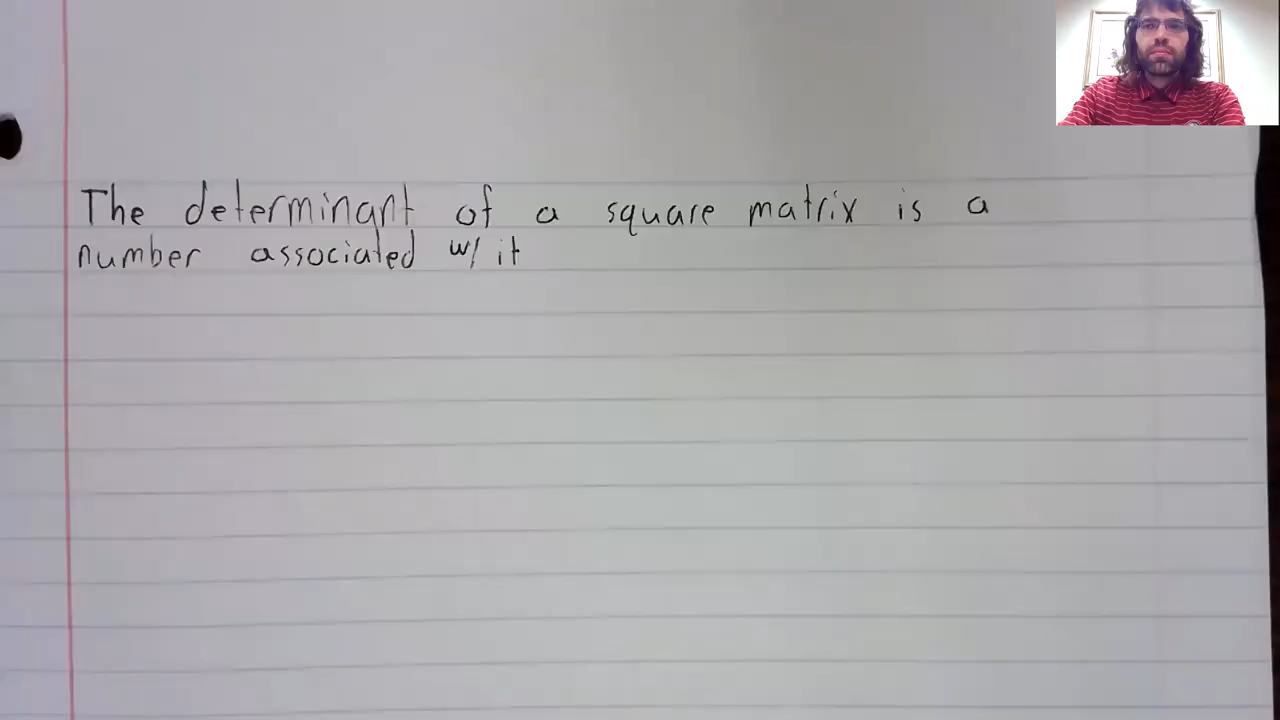 The determinant of a square matrix is a
number associated w/ it